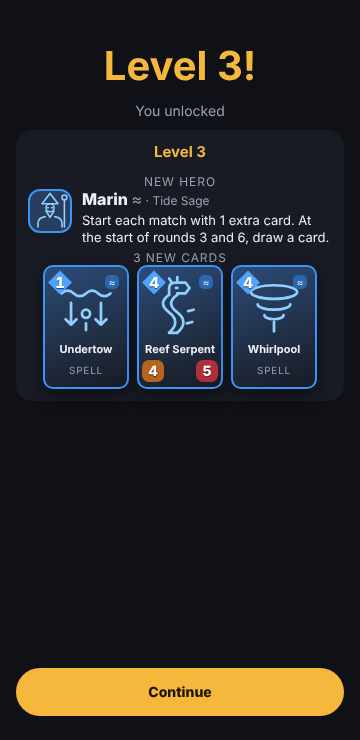 Level 3!
You unlocked
Level 3
NEW HERO
Marin ≈ · Tide Sage
Start each match with 1 extra card. At
the start of rounds 3 and 6, draw a card.
3 NEW CARDS
1 ≈ 4 ≈ 4 ≈
Undertow Reef Serpent Whirlpool
SPELL 4 5 SPELL
Continue